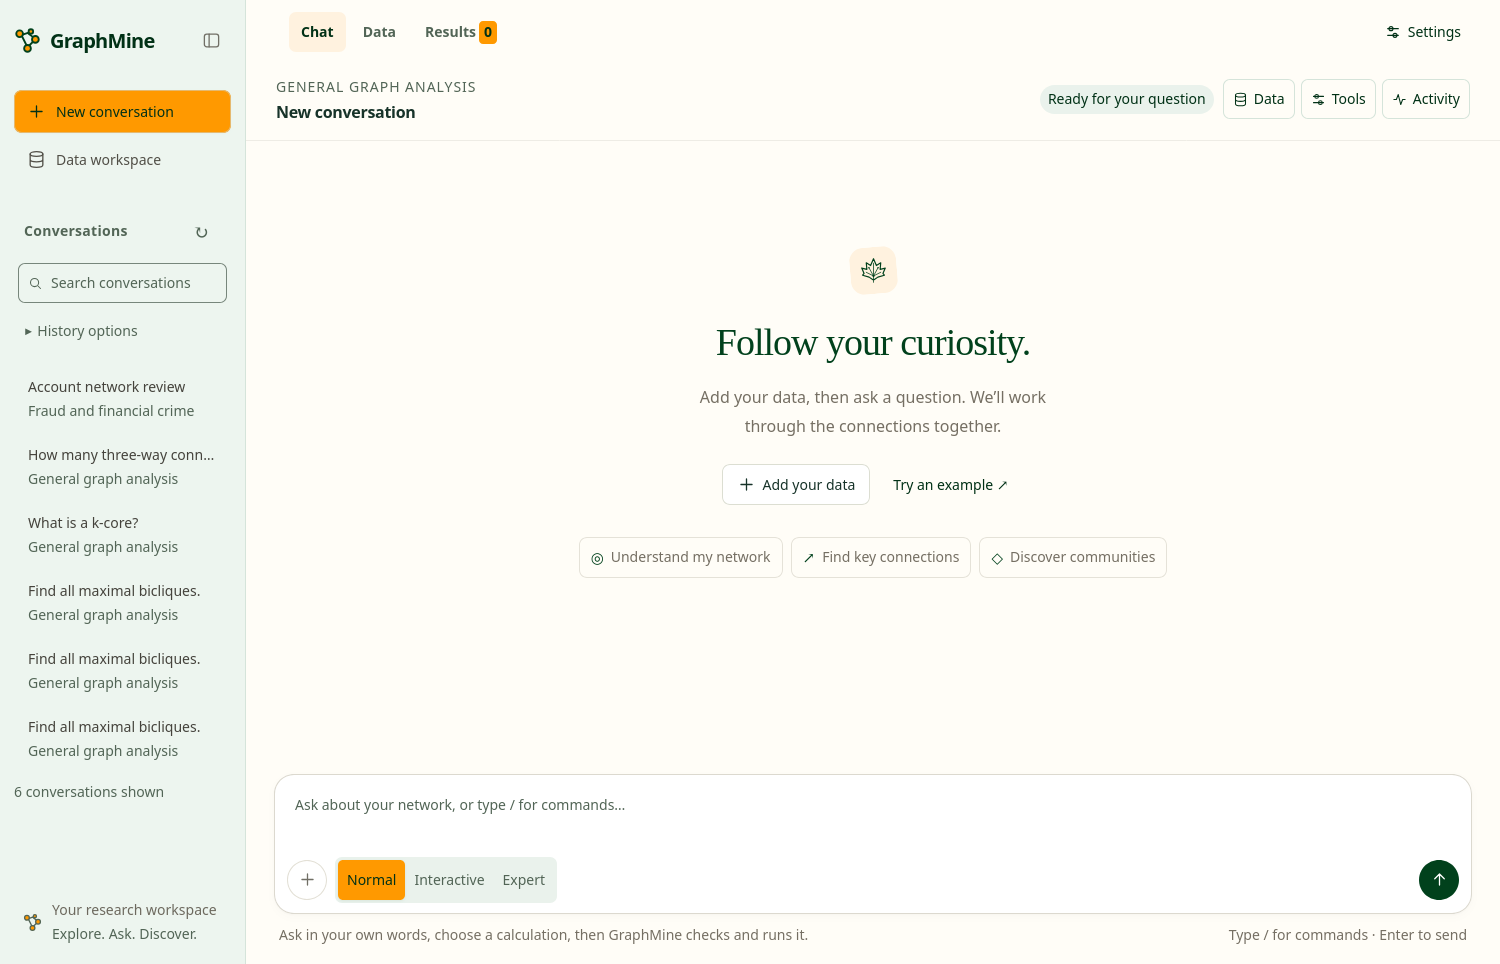 GraphMine
New conversation
Data workspace
Conversations
Search conversations
▸ History options
Account network review
Fraud and financial crime
How many three-way conn...
General graph analysis
What is a k-core?
General graph analysis
Find all maximal bicliques.
General graph analysis
Find all maximal bicliques.
General graph analysis
Find all maximal bicliques.
General graph analysis
6 conversations shown
Your research workspace
Explore. Ask. Discover.
Chat Data Results 0
Settings
GENERAL GRAPH ANALYSIS
New conversation
Ready for your question
Data
Tools
Activity
Follow your curiosity.
Add your data, then ask a question. We’ll work
through the connections together.
Add your data
Try an example ↗
Understand my network
Find key connections
Discover communities
Ask about your network, or type / for commands...
Normal Interactive Expert
Ask in your own words, choose a calculation, then GraphMine checks and runs it.
Type / for commands · Enter to send